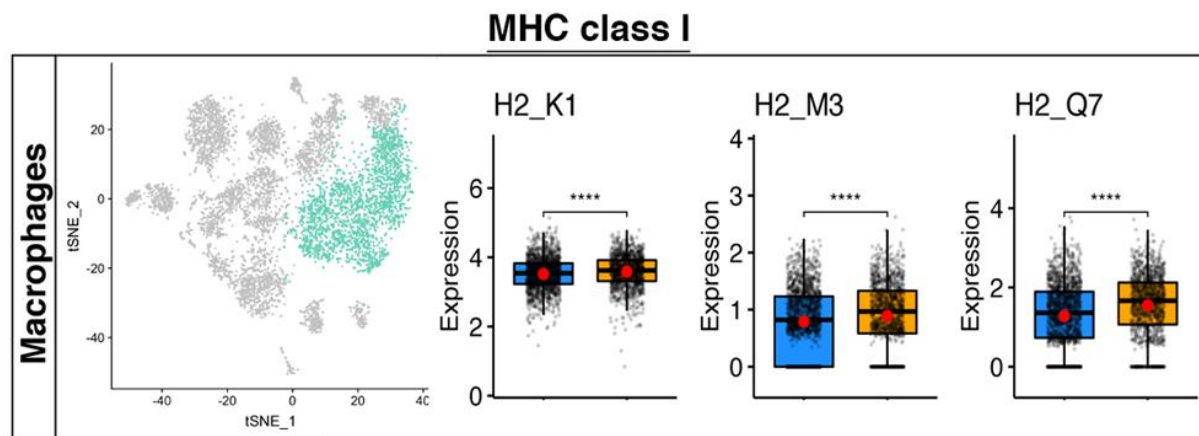 MHC class I
Macrophages
tSNE_2
20
0
-20
-40
-40
-20
0
20
40
tSNE_1
H2_K1
Expression
6
4
2
0
****
H2_M3
Expression
4
3
2
1
0
****
H2_Q7
Expression
4
2
0
****